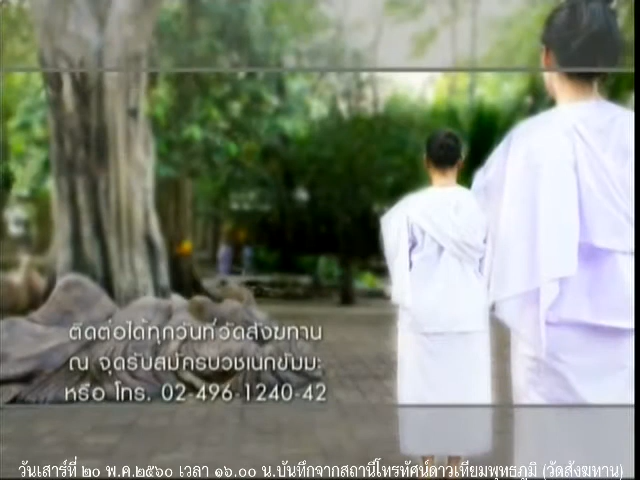 ติดต่อได้ทุกวันที่วัดสังฆทาน
ณ จุดรับสมัครบวชเนกขัมมะ
หรือ โทร. 02-496-1240-42
วันเสาร์ที่ ๒๐ พ.ค.๒๕๖๐ เวลา ๑๖.๐๐ น.บันทึกจากสถานีโทรทัศน์ดาวเทียมพุทธภูมิ (วัดสังฆทาน)